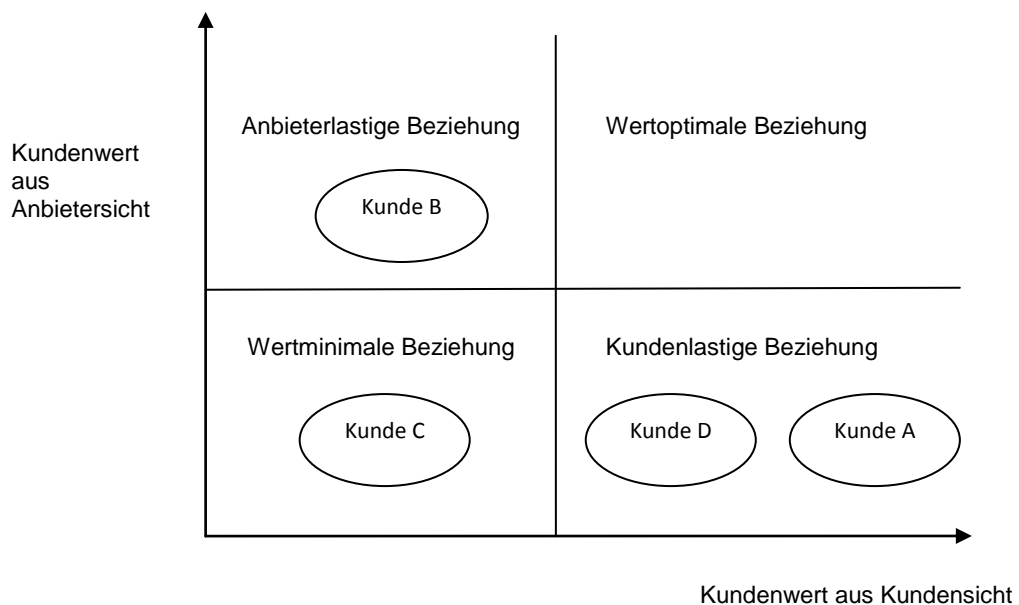 Anbieterlastige Beziehung
Wertoptimale Beziehung
Kundenwert
aus
Anbietersicht
Kunde B
Wertminimale Beziehung
Kundenlastige Beziehung
Kunde C
Kunde D
Kunde A
Kundenwert aus Kundensicht